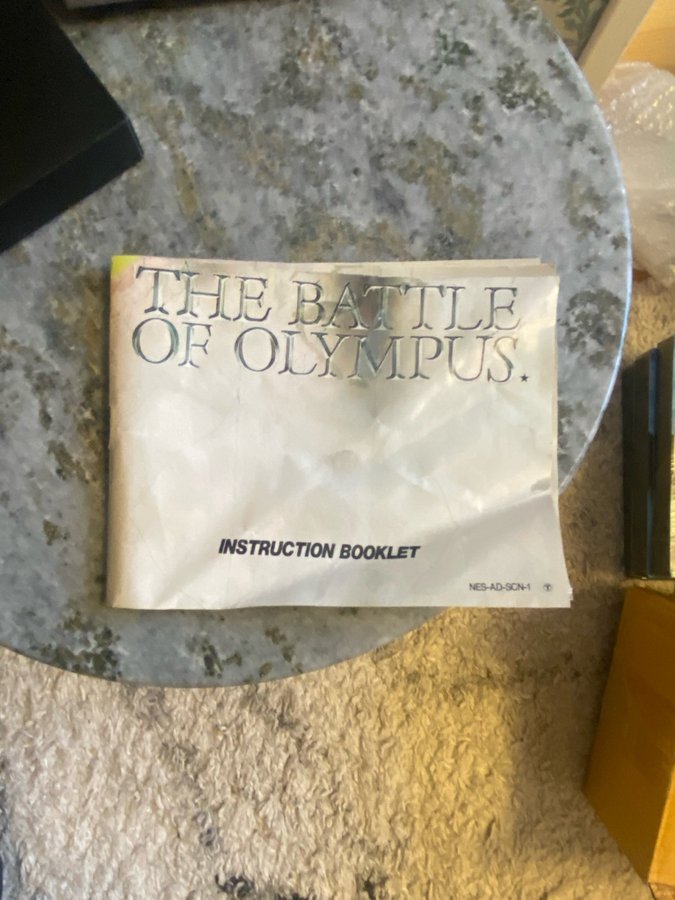 THE BATTLE
OF OLYMPUS.
INSTRUCTION BOOKLET
NES-AD-SCN-1